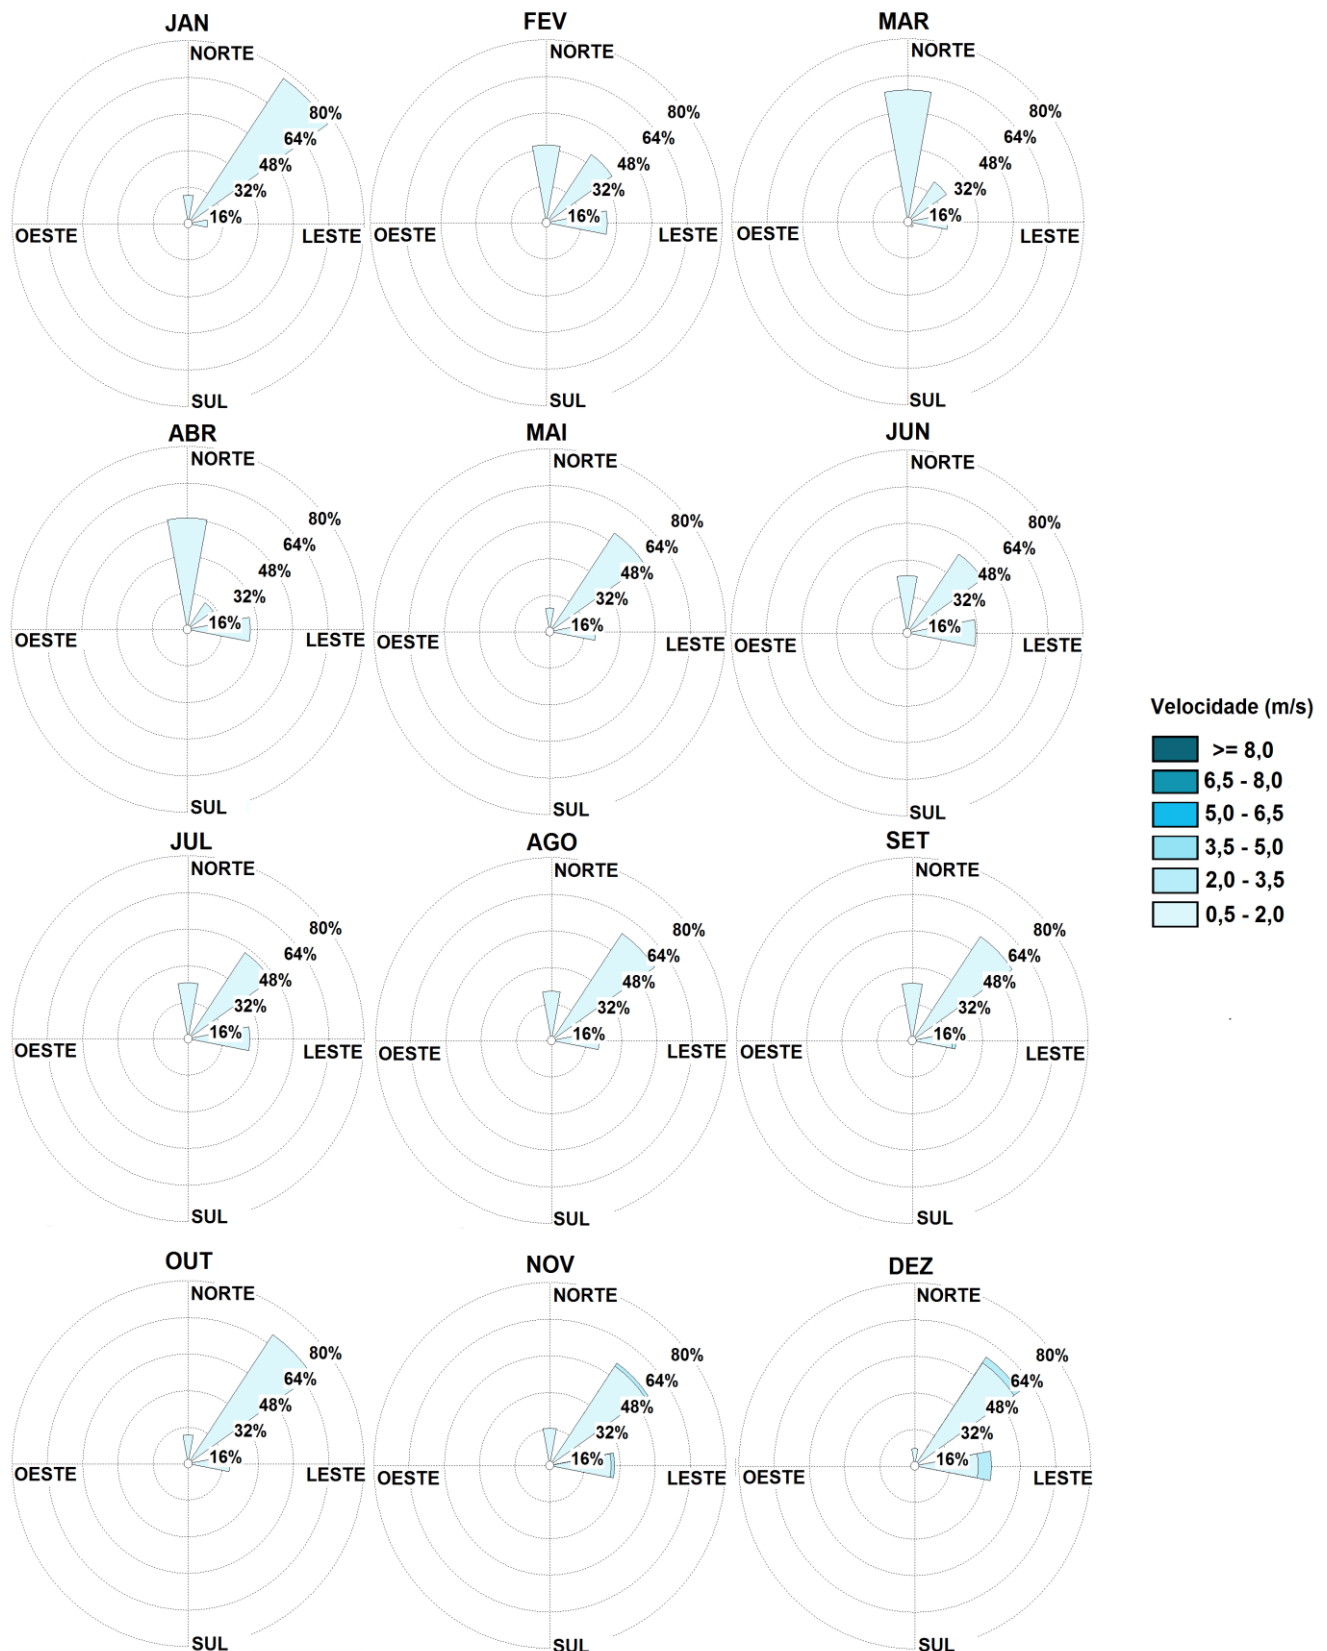 JAN
NORTE
80%
64%
48%
32%
16%
OESTE
LESTE
SUL
FEV
NORTE
80%
64%
48%
32%
16%
OESTE
LESTE
SUL
MAR
NORTE
80%
64%
48%
32%
16%
OESTE
LESTE
SUL
ABR
NORTE
80%
64%
48%
32%
16%
OESTE
LESTE
SUL
MAI
NORTE
80%
64%
48%
32%
16%
OESTE
LESTE
SUL
JUN
NORTE
80%
64%
48%
32%
16%
OESTE
LESTE
SUL
Velocidade (m/s)
>= 8,0
6,5 - 8,0
5,0 - 6,5
3,5 - 5,0
2,0 - 3,5
0,5 - 2,0
JUL
NORTE
80%
64%
48%
32%
16%
OESTE
LESTE
SUL
AGO
NORTE
80%
64%
48%
32%
16%
OESTE
LESTE
SUL
SET
NORTE
80%
64%
48%
32%
16%
OESTE
LESTE
SUL
OUT
NORTE
80%
64%
48%
32%
16%
OESTE
LESTE
SUL
NOV
NORTE
80%
64%
48%
32%
16%
OESTE
LESTE
SUL
DEZ
NORTE
80%
64%
48%
32%
16%
OESTE
LESTE
SUL